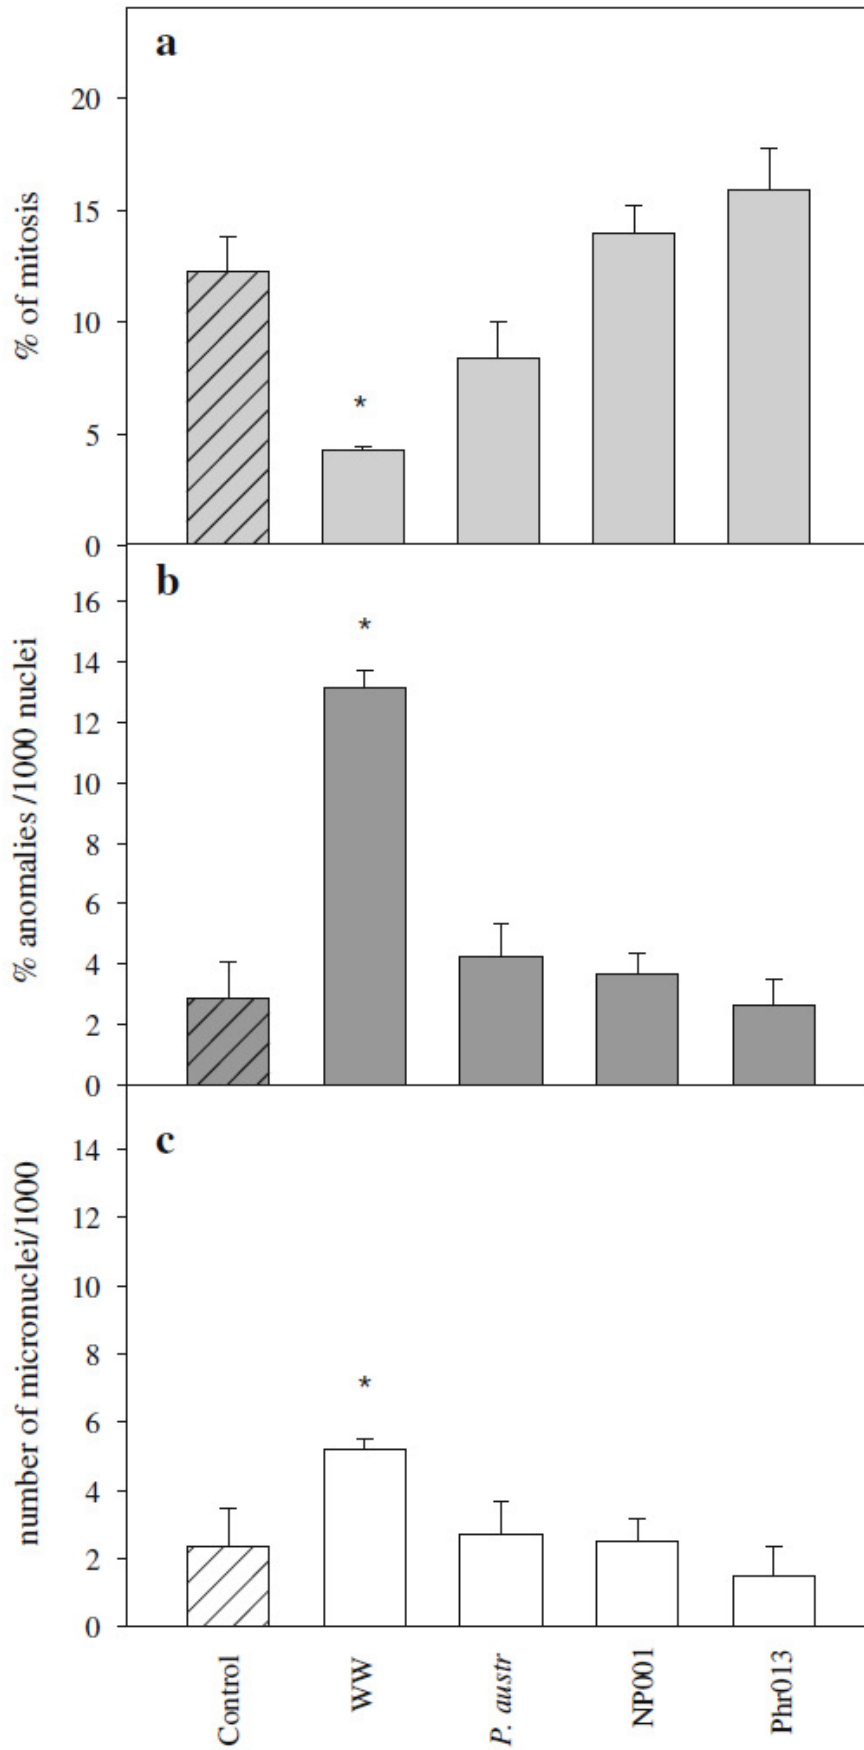 a
% of mitosis
20
15
10
5
0
b
*
% anomalies /1000 nuclei
16
14
12
10
8
6
4
2
0
*
c
number of micronuclei/1000
14
12
10
8
6
4
2
0
*
Control
WW
P. austr
NP001
Phr013